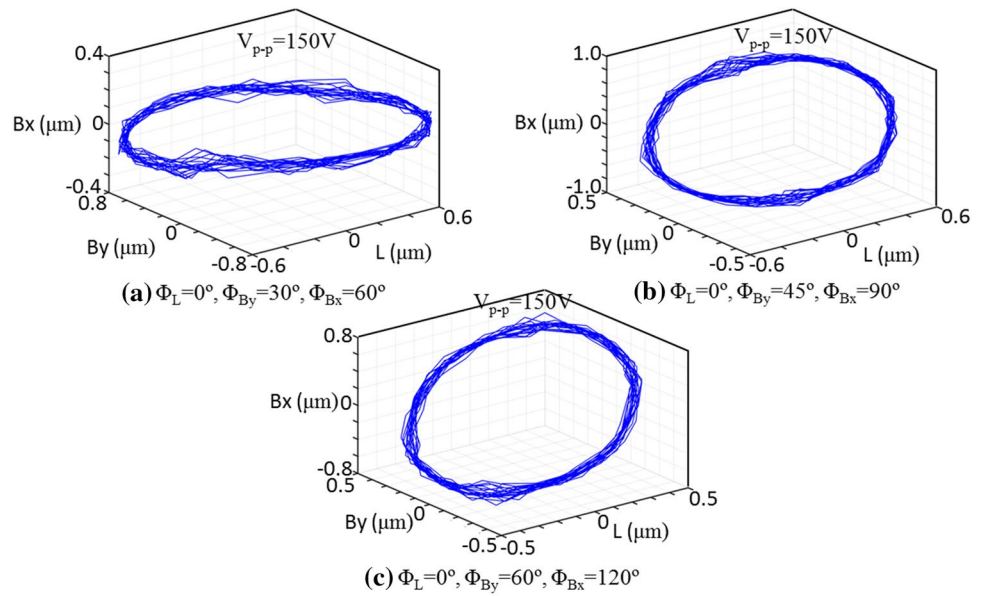 V_p-p=150V
0.4
Bx (μm)
0
-0.4
0.8
By (μm)
0
-0.8
-0.6
0
L (μm)
0.6
(a) Φ_L=0º, Φ_By=30º, Φ_Bx=60º
V_p-p=150V
1.0
Bx (μm)
0
-1.0
0.5
By (μm)
0
-0.5
-0.6
0
L (μm)
0.6
(b) Φ_L=0º, Φ_By=45º, Φ_Bx=90º
V_p-p=150V
0.8
Bx (μm)
0
-0.8
0.5
By (μm)
0
-0.5
-0.5
0
L (μm)
0.5
(c) Φ_L=0º, Φ_By=60º, Φ_Bx=120º